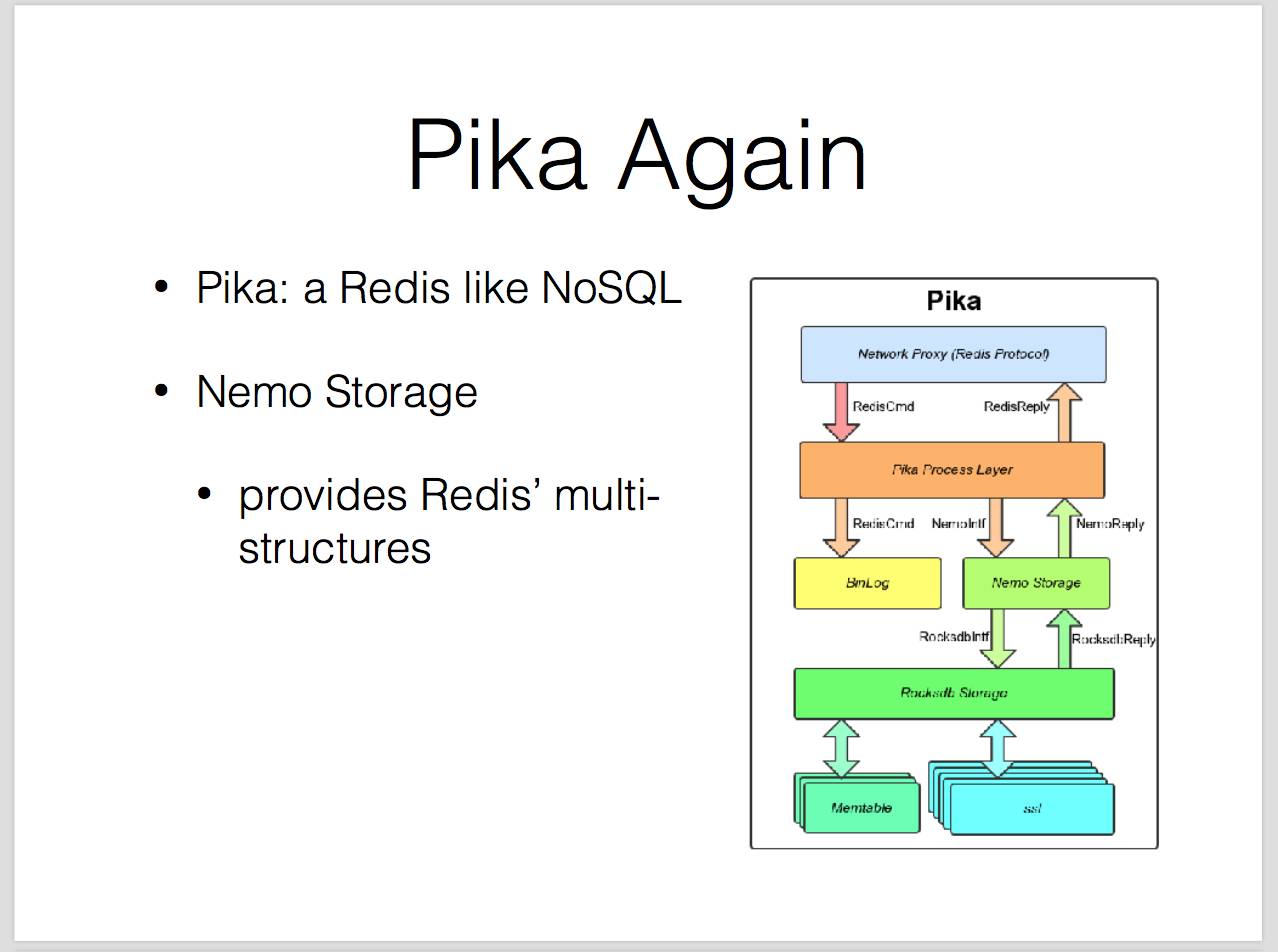 Pika Again
• Pika: a Redis like NoSQL
• Nemo Storage
• provides Redis’ multi-
structures
Pika
Network Proxy (Redis Protocol)
RedisCmd
RedisReply
Pika Process Layer
RedisCmd
NemoIntf
NemoReply
BinLog
Nemo Storage
RocksdbIntf
RocksdbReply
Rocksdb Storage
Memtable
sst